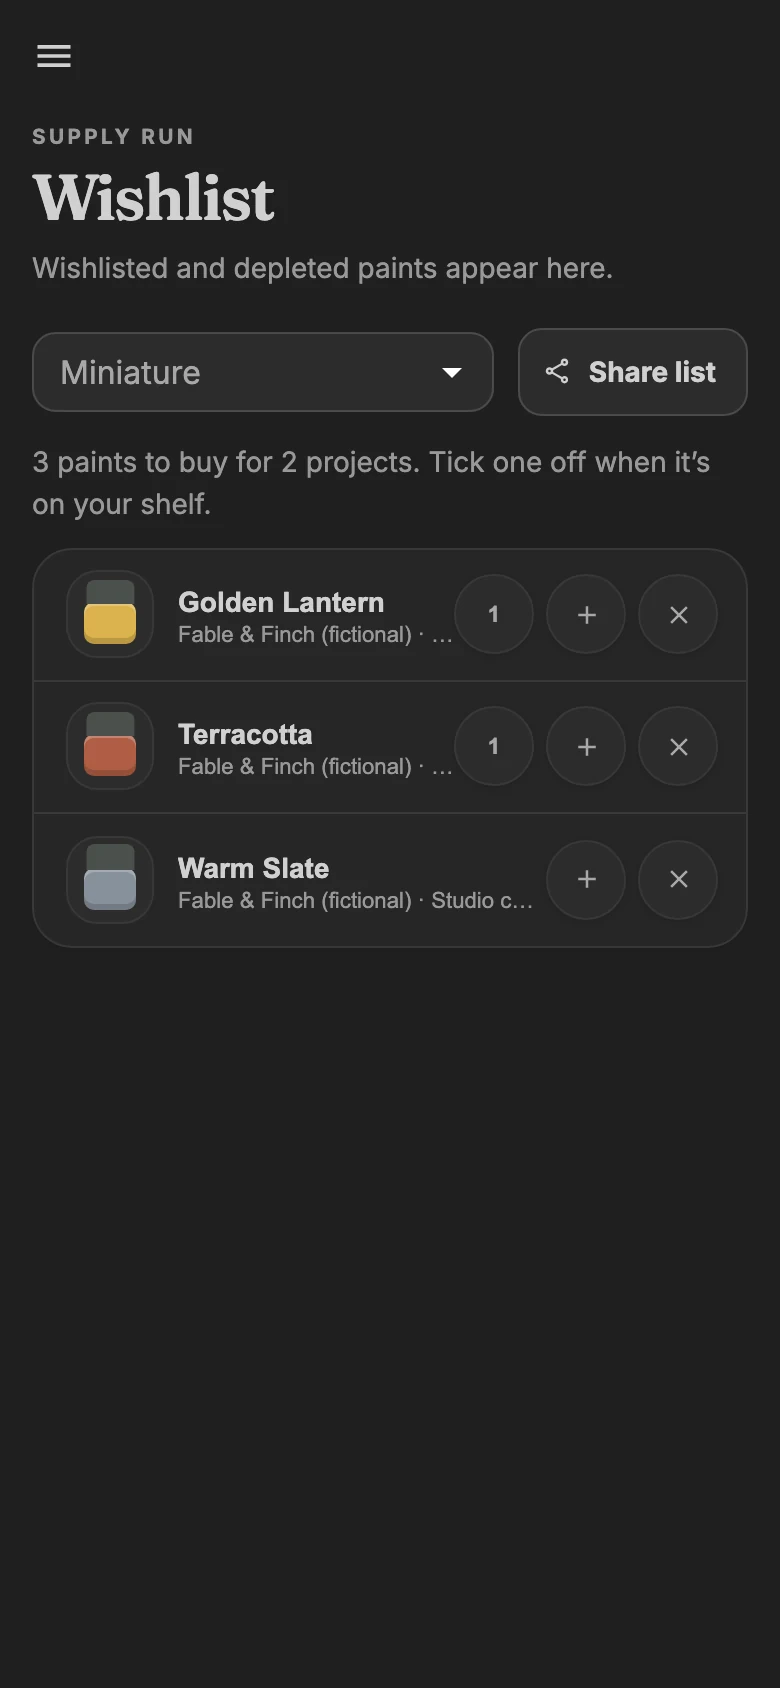 SUPPLY RUN
Wishlist
Wishlisted and depleted paints appear here.
Miniature
Share list
3 paints to buy for 2 projects. Tick one off when it’s
on your shelf.
Golden Lantern
Fable & Finch (fictional) · …
1
Terracotta
Fable & Finch (fictional) · …
1
Warm Slate
Fable & Finch (fictional) · Studio c…